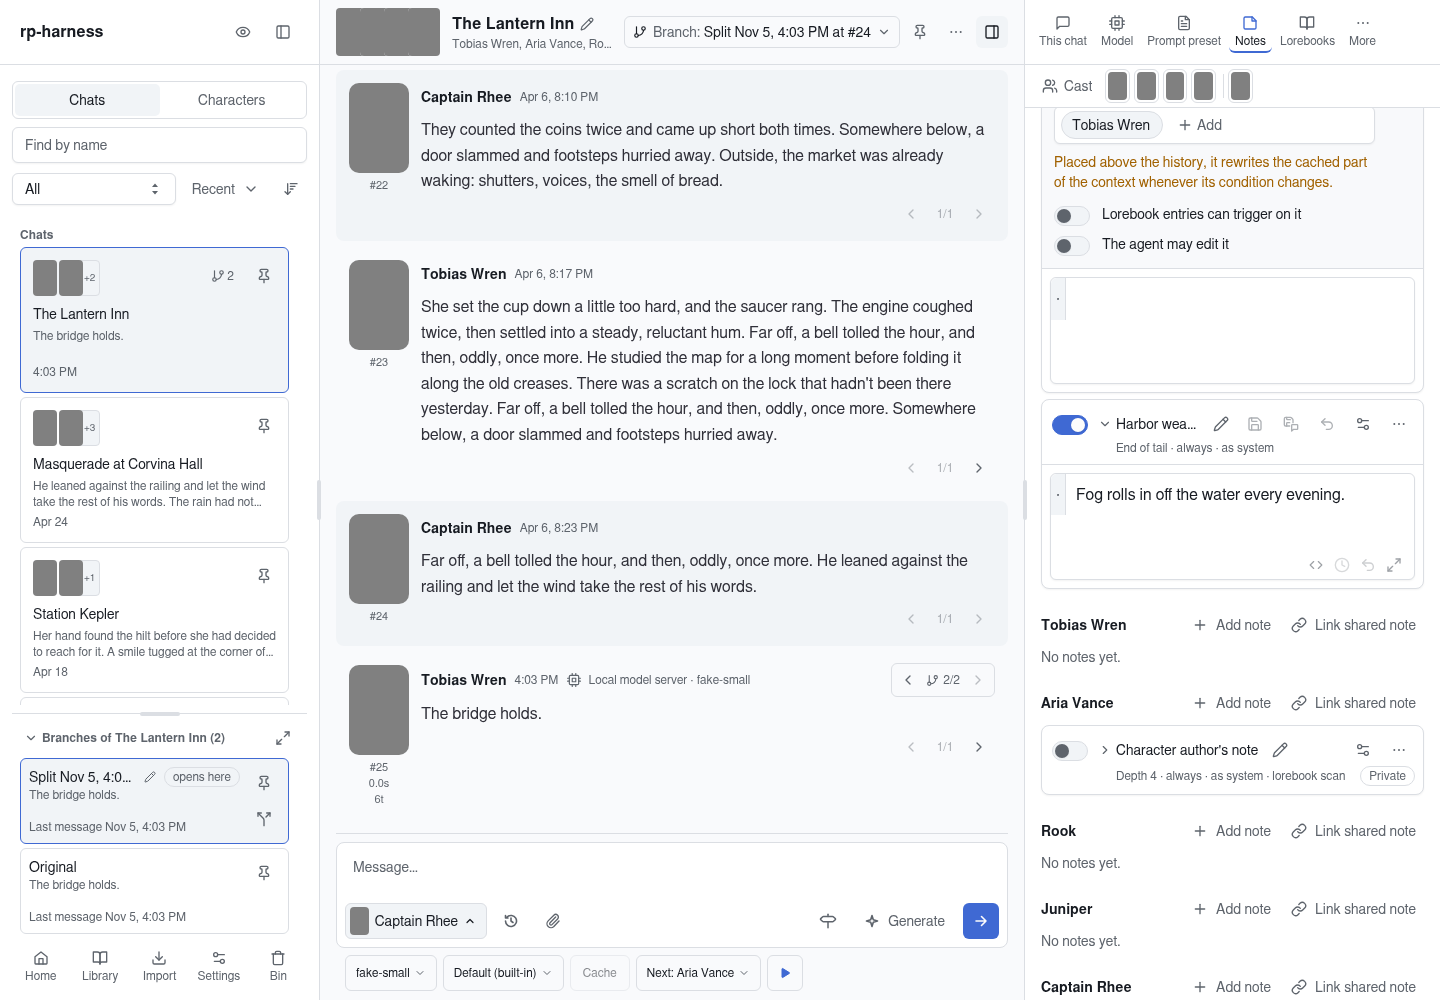 rp-harness
Chats
Characters
Find by name
All
Recent
Chats
+2
2
The Lantern Inn
The bridge holds.
4:03 PM
+3
Masquerade at Corvina Hall
He leaned against the railing and let the wind
take the rest of his words. The rain had not...
Apr 24
+1
Station Kepler
Her hand found the hilt before she had decided
to reach for it. A smile tugged at the corner of...
Apr 18
Branches of The Lantern Inn (2)
Split Nov 5, 4:0...
opens here
The bridge holds.
Last message Nov 5, 4:03 PM
Original
The bridge holds.
Last message Nov 5, 4:03 PM
Home
Library
Import
Settings
Bin
The Lantern Inn
Tobias Wren, Aria Vance, Ro...
Branch: Split Nov 5, 4:03 PM at #24
Captain Rhee Apr 6, 8:10 PM
They counted the coins twice and came up short both times. Somewhere below, a
door slammed and footsteps hurried away. Outside, the market was already
waking: shutters, voices, the smell of bread.
#22
1/1
Tobias Wren Apr 6, 8:17 PM
She set the cup down a little too hard, and the saucer rang. The engine coughed
twice, then settled into a steady, reluctant hum. Far off, a bell tolled the hour, and
then, oddly, once more. He studied the map for a long moment before folding it
along the old creases. There was a scratch on the lock that hadn't been there
yesterday. Far off, a bell tolled the hour, and then, oddly, once more. Somewhere
below, a door slammed and footsteps hurried away.
#23
1/1
Captain Rhee Apr 6, 8:23 PM
Far off, a bell tolled the hour, and then, oddly, once more. He leaned against the
railing and let the wind take the rest of his words.
#24
1/1
Tobias Wren 4:03 PM Local model server · fake-small
2/2
The bridge holds.
1/1
#25
0.0s
6t
Message...
Captain Rhee
Generate
fake-small
Default (built-in)
Cache
Next: Aria Vance
This chat
Model
Prompt preset
Notes
Lorebooks
More
Cast
Tobias Wren
Add
Placed above the history, it rewrites the cached part
of the context whenever its condition changes.
Lorebook entries can trigger on it
The agent may edit it
Harbor wea...
End of tail · always · as system
Fog rolls in off the water every evening.
Tobias Wren
Add note
Link shared note
No notes yet.
Aria Vance
Add note
Link shared note
Character author's note
Depth 4 · always · as system · lorebook scan
Private
Rook
Add note
Link shared note
No notes yet.
Juniper
Add note
Link shared note
No notes yet.
Captain Rhee
Add note
Link shared note